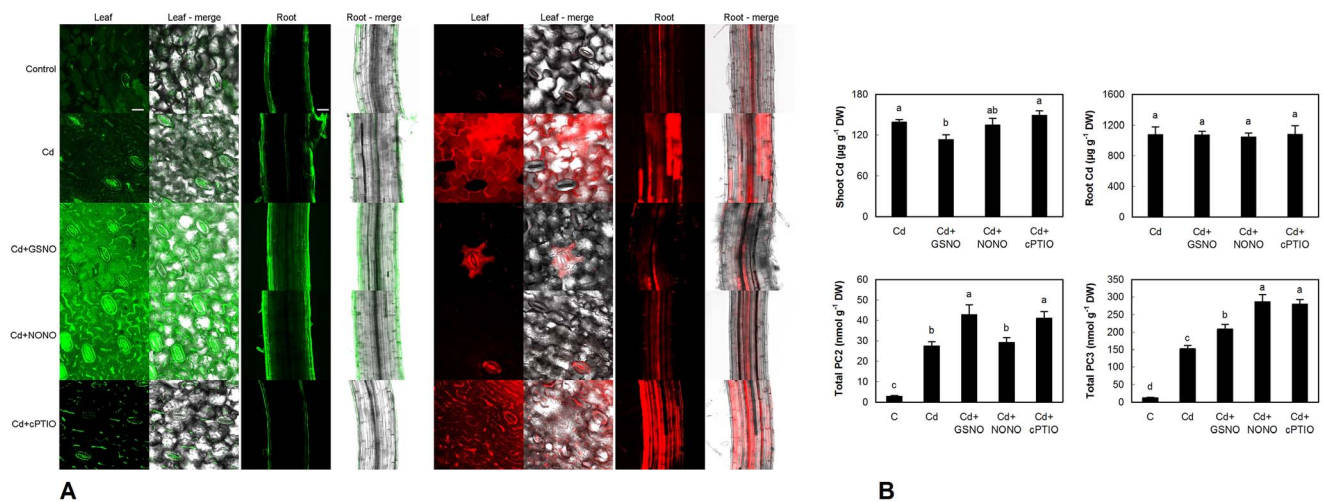 Leaf Leaf - merge Root Root - merge Leaf Leaf - merge Root Root - merge
Control
Cd
Cd+GSNO
Cd+NONO
Cd+cPTIO
A
Shoot Cd (µg g⁻¹ DW)
180
120
60
0
a b ab a
Cd Cd+ Cd+ Cd+
GSNO NONO cPTIO
Root Cd (µg g⁻¹ DW)
1600
1200
800
400
0
a a a a
Cd Cd+ Cd+ Cd+
GSNO NONO cPTIO
Total PC2 (nmol g⁻¹ DW)
60
50
40
30
20
10
0
c b a b a
C Cd Cd+ Cd+ Cd+
GSNO NONO cPTIO
Total PC3 (nmol g⁻¹ DW)
350
300
250
200
150
100
50
0
d c b a a
C Cd Cd+ Cd+ Cd+
GSNO NONO cPTIO
B